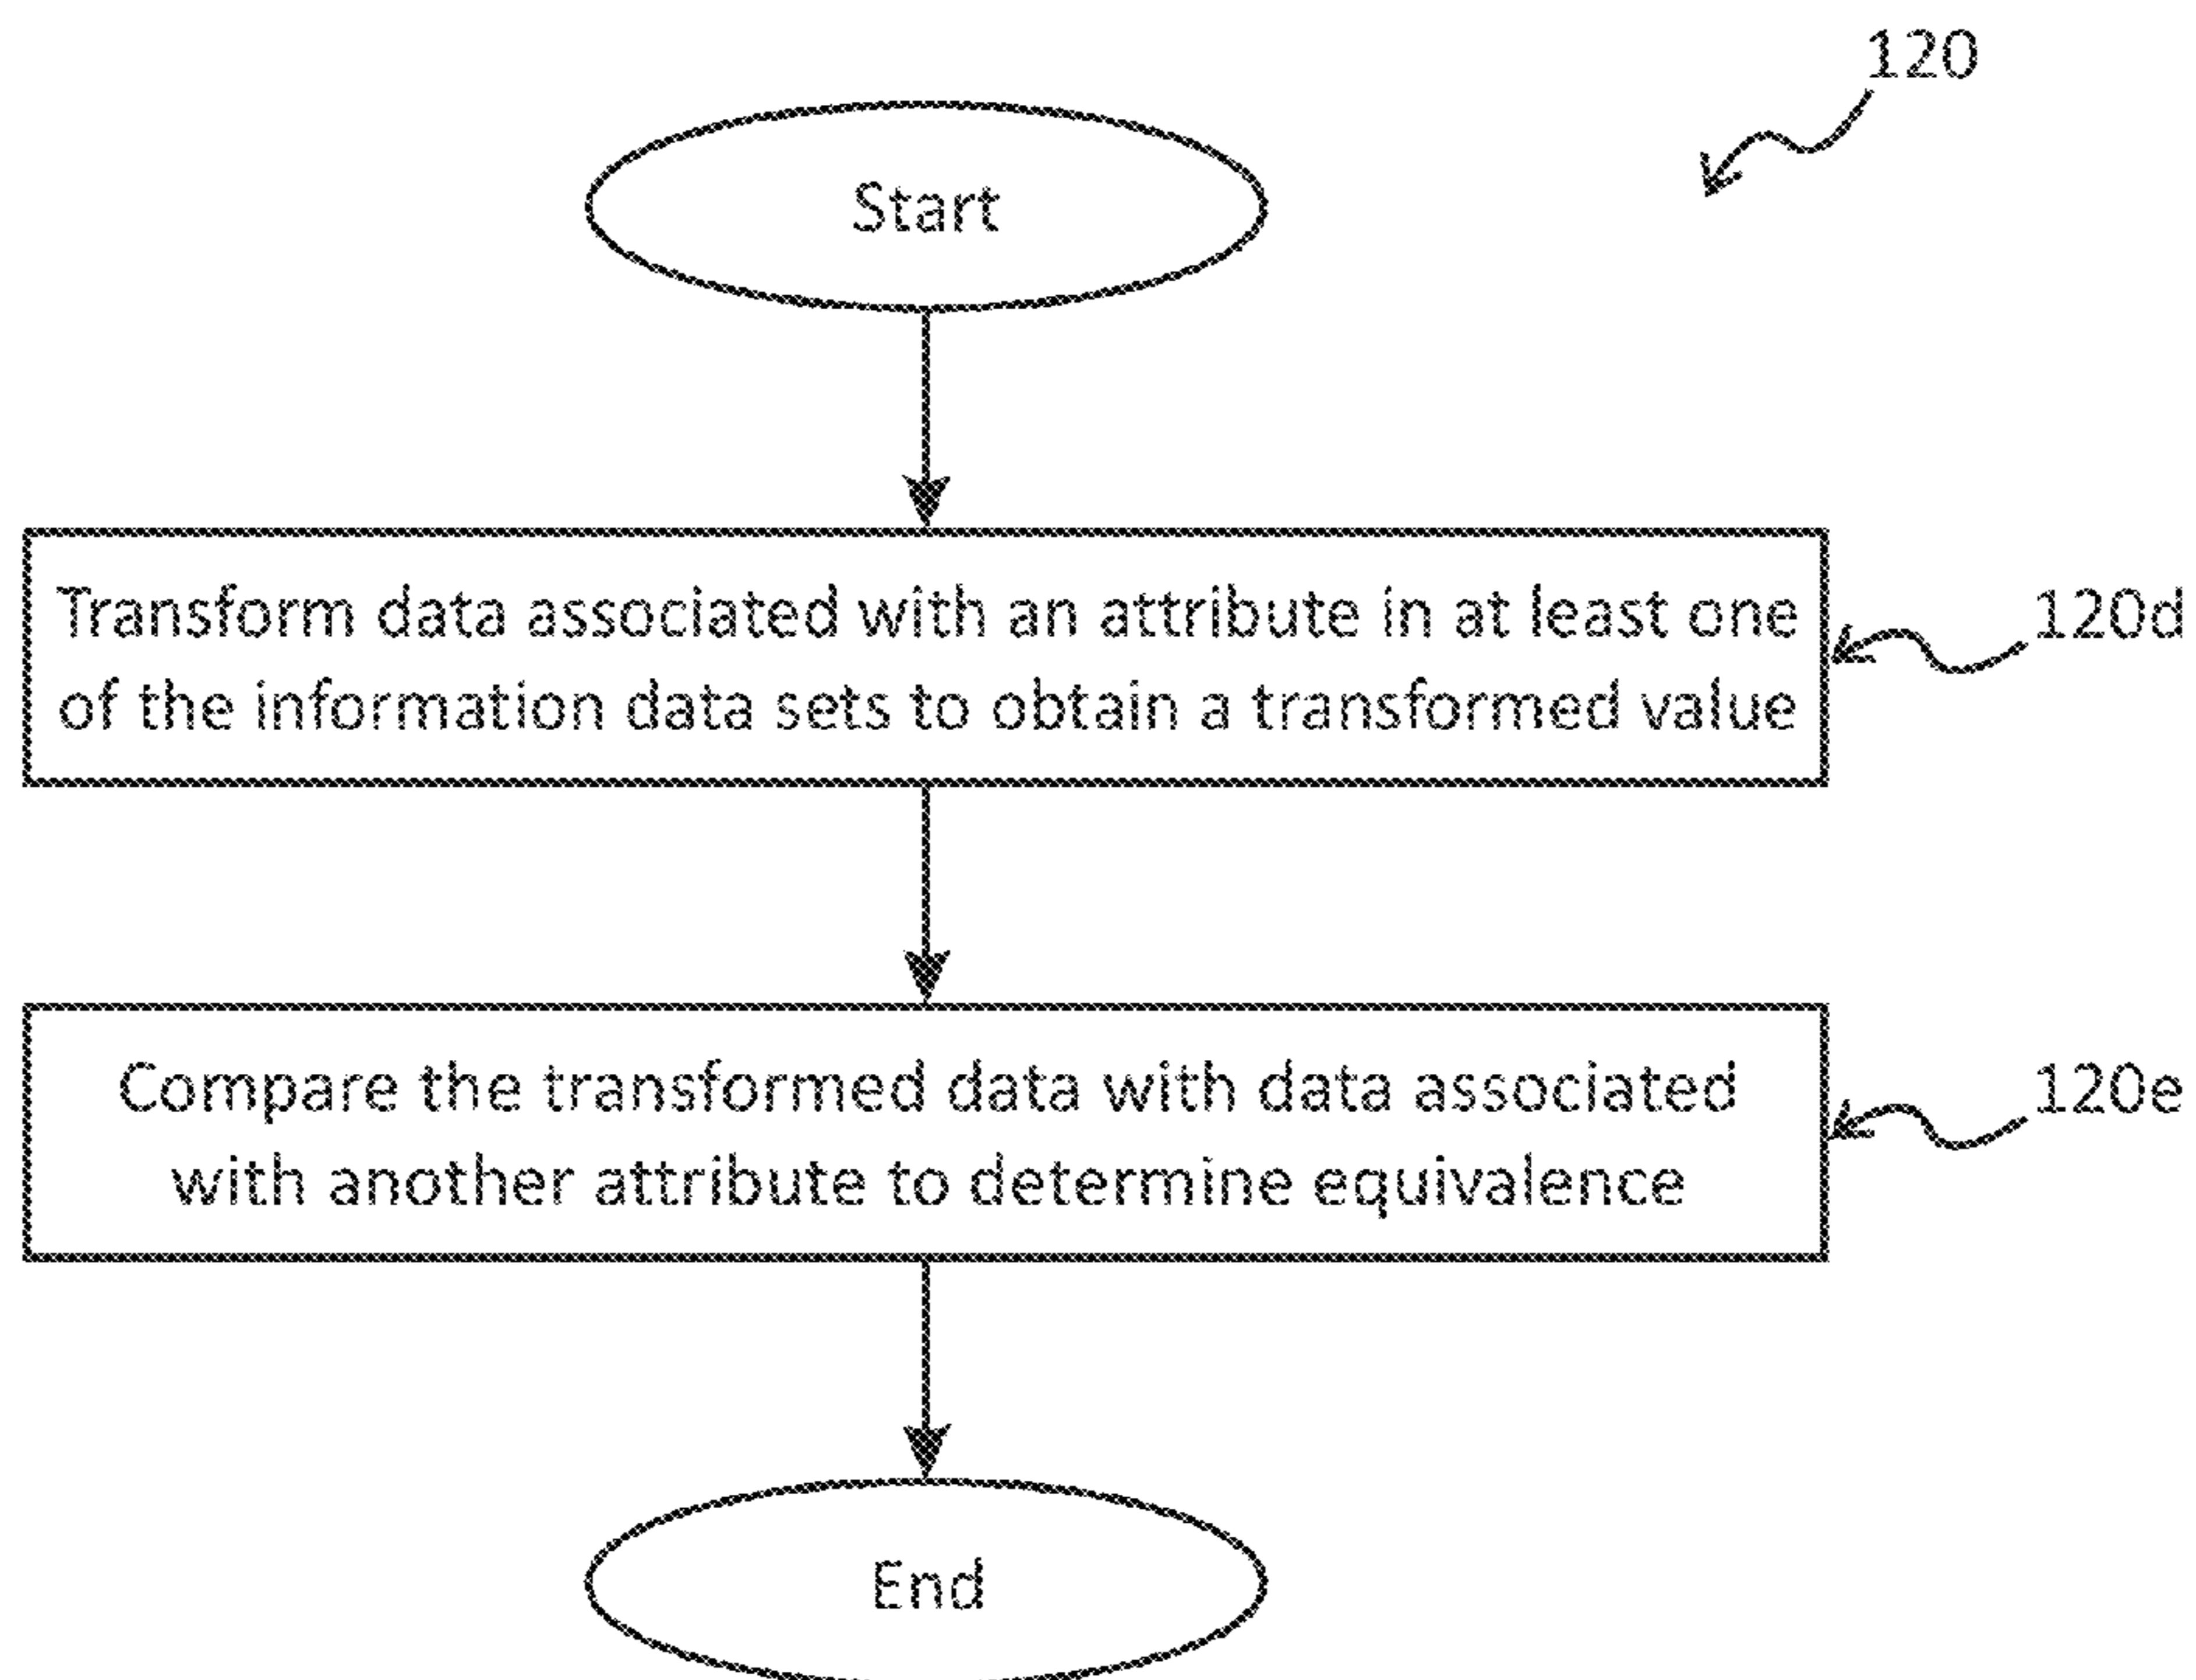 120
Start
Transform data associated with an attribute in at least one
of the information data sets to obtain a transformed value
120d
Compare the transformed data with data associated
with another attribute to determine equivalence
120e
End